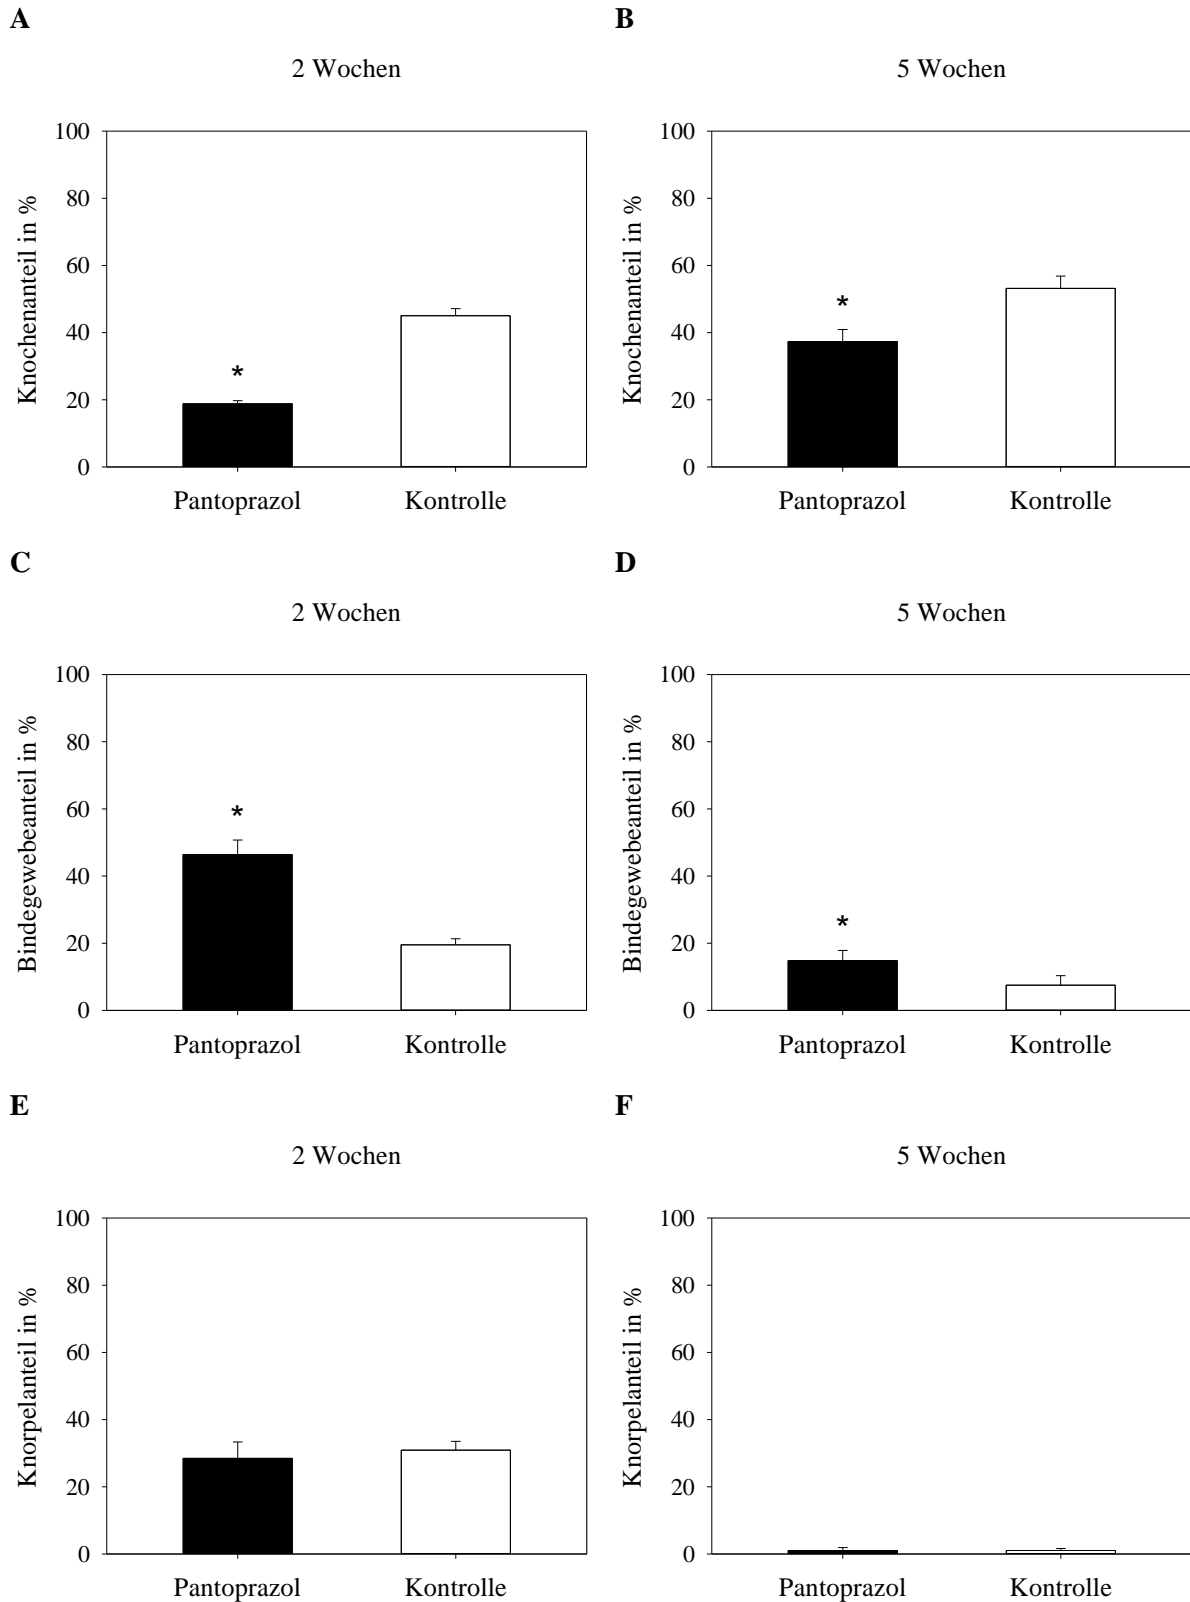 A
2 Wochen
100
80
60
40
20
0
Knochenanteil in %
*
Pantoprazol
Kontrolle
B
5 Wochen
100
80
60
40
20
0
Knochenanteil in %
*
Pantoprazol
Kontrolle
C
2 Wochen
100
80
60
40
20
0
Bindegewebeanteil in %
*
Pantoprazol
Kontrolle
D
5 Wochen
100
80
60
40
20
0
Bindegewebeanteil in %
*
Pantoprazol
Kontrolle
E
2 Wochen
100
80
60
40
20
0
Knorpelanteil in %
Pantoprazol
Kontrolle
F
5 Wochen
100
80
60
40
20
0
Knorpelanteil in %
Pantoprazol
Kontrolle